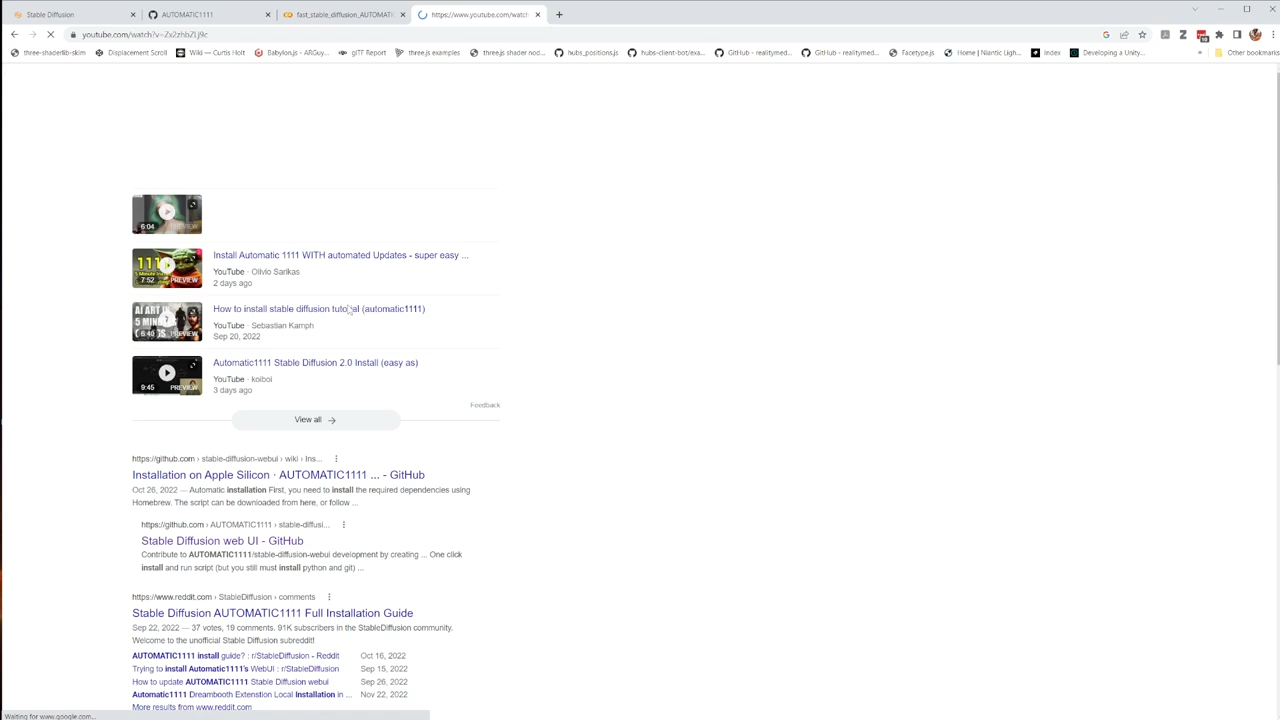 Stable Diffusion
AUTOMATIC1111
fast_stable_diffusion_AUTOMATI
https://www.youtube.com/watch
youtube.com/watch?v=Zx2zhbZLj9c
three-shaderlib-skim
Displacement Scroll
Wiki — Curtis Holt
Babylon.js - ARGuy...
glTF Report
three.js examples
three.js shader nod...
hubs_positions.js
hubs-client-bot/exa...
GitHub - realitymed...
GitHub - realitymed...
Facetype.js
Home | Niantic Ligh...
Index
Developing a Unity...
»
Other bookmarks
6:04
PREVIEW
Install Automatic 1111 WITH automated Updates - super easy ...
YouTube · Olivio Sarikas
2 days ago
7:52
PREVIEW
How to install stable diffusion tutorial (automatic1111)
YouTube · Sebastian Kamph
Sep 20, 2022
6:40
PREVIEW
Automatic1111 Stable Diffusion 2.0 Install (easy as)
YouTube · koiboi
3 days ago
9:45
PREVIEW
Feedback
View all
https://github.com › stable-diffusion-webui › wiki › Ins...
Installation on Apple Silicon · AUTOMATIC1111 ... - GitHub
Oct 26, 2022 — Automatic installation First, you need to install the required dependencies using
Homebrew. The script can be downloaded from here, or follow ...
https://github.com › AUTOMATIC1111 › stable-diffusi...
Stable Diffusion web UI - GitHub
Contribute to AUTOMATIC1111/stable-diffusion-webui development by creating ... One click
install and run script (but you still must install python and git) ...
https://www.reddit.com › StableDiffusion › comments
Stable Diffusion AUTOMATIC1111 Full Installation Guide
Sep 22, 2022 — 37 votes, 19 comments. 91K subscribers in the StableDiffusion community.
Welcome to the unofficial Stable Diffusion subreddit!
AUTOMATIC1111 install guide? : r/StableDiffusion - Reddit Oct 16, 2022
Trying to install Automatic1111's WebUI : r/StableDiffusion Sep 15, 2022
How to update AUTOMATIC1111 Stable Diffusion webui Sep 26, 2022
Automatic1111 Dreambooth Extenstion Local Installation in ... Nov 22, 2022
More results from www.reddit.com
Waiting for www.google.com...